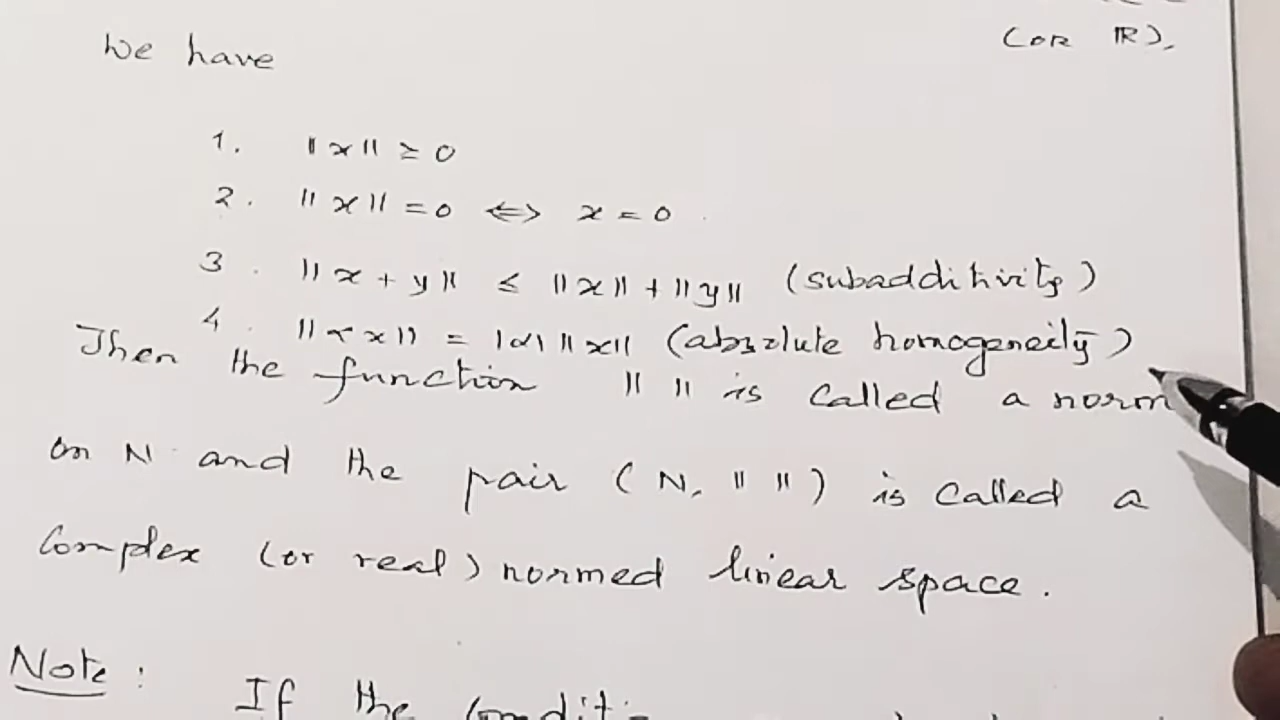 (or ℝ),
We have
1. ||x|| ≥ 0
2. ||x|| = 0 ⇔ x = 0.
3. ||x + y|| ≤ ||x|| + ||y|| (subadditivity)
4. ||αx|| = |α| ||x|| (absolute homogeneity)
Then the function || || is called a norm
on N and the pair (N, || ||) is called a
Complex (or real) normed linear space.
Note: If the